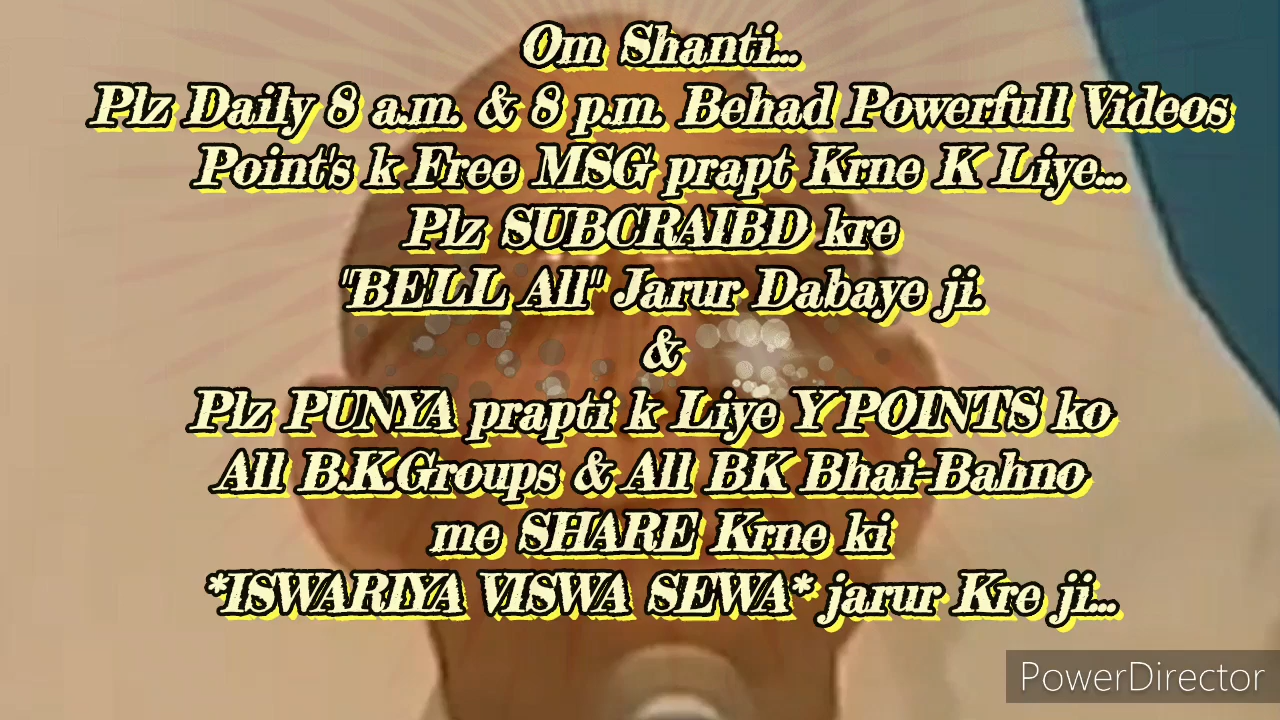 Om Shanti...
Plz Daily 8 a.m. & 8 p.m. Behad Powerfull Videos
Point's k Free MSG prapt Krne K Liye...
Plz SUBCRAIBD kre
"BELL All" Jarur Dabaye ji.
&
Plz PUNYA prapti k Liye Y POINTS ko
All B.K.Groups & All BK Bhai-Bahno
me SHARE Krne ki
*ISWARIYA VISWA SEWA* jarur Kre ji...
PowerDirector